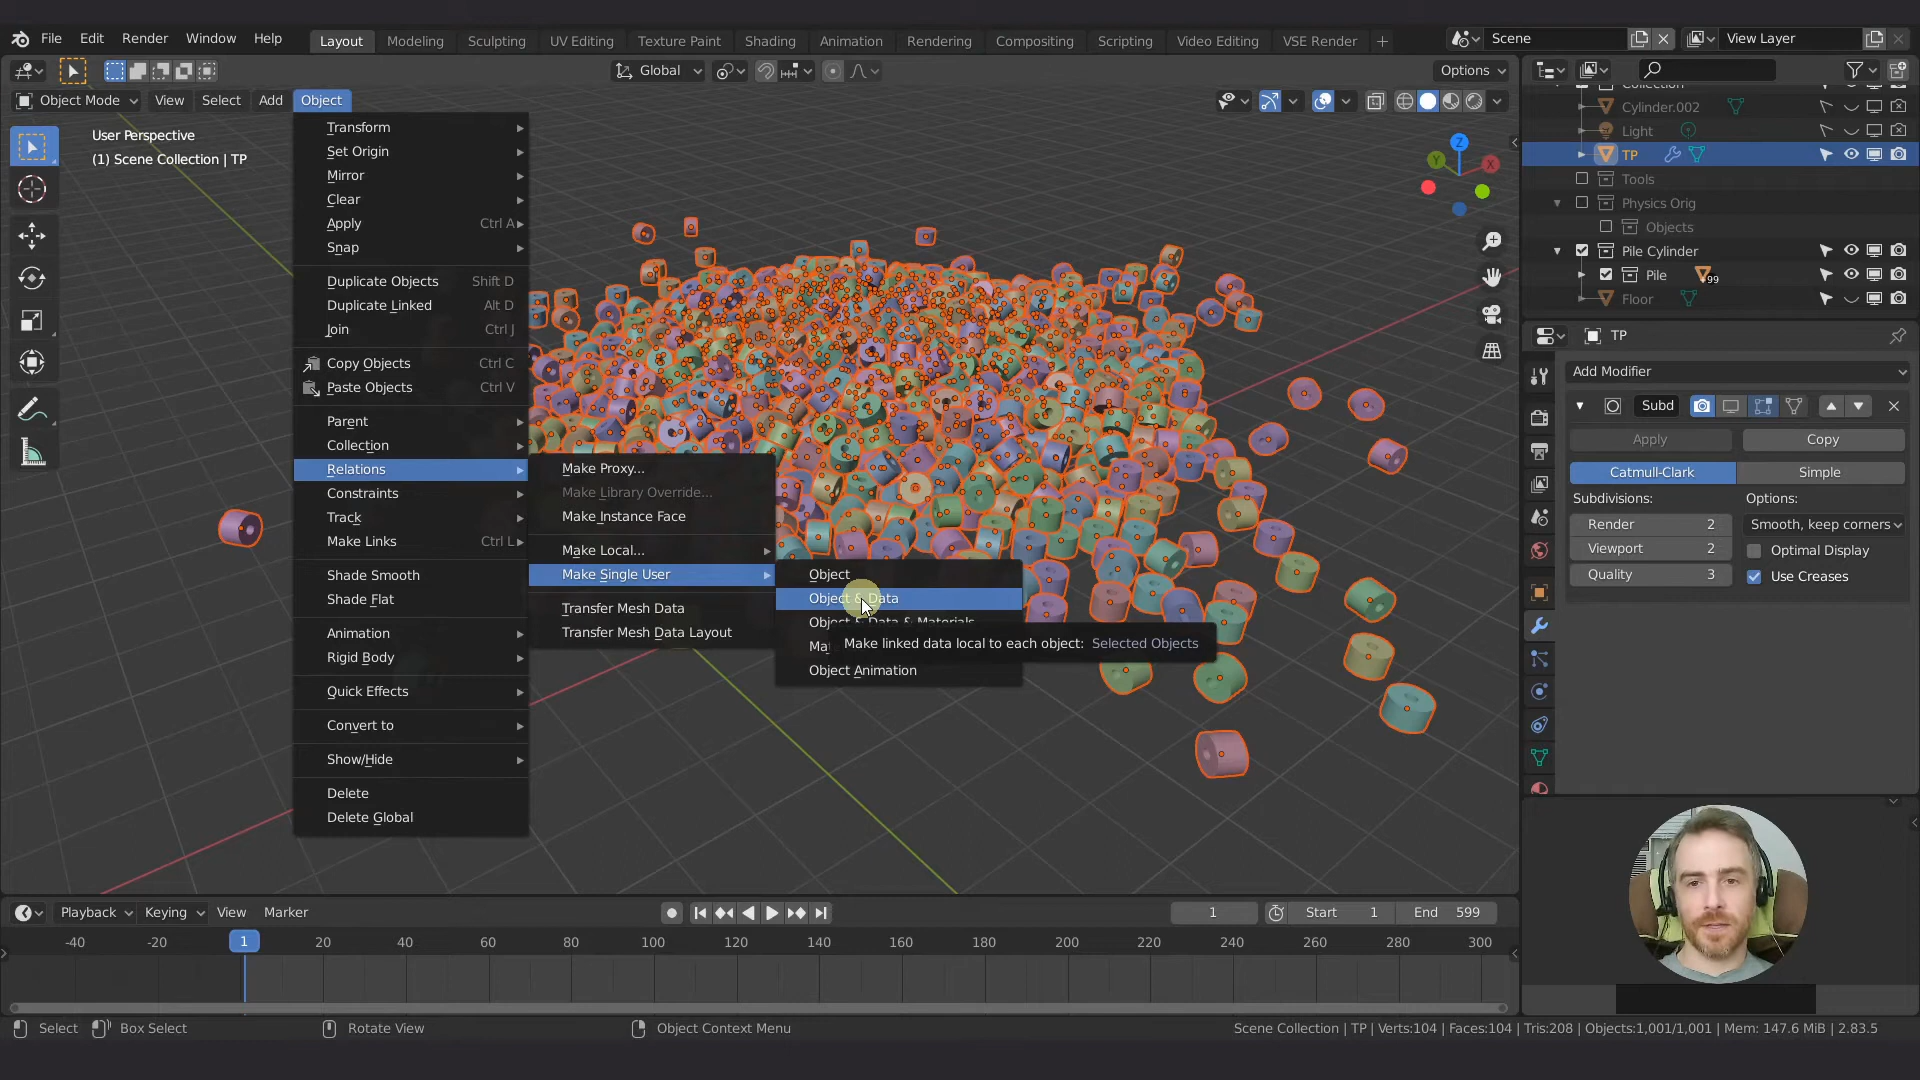 File Edit Render Window Help
Layout Modeling Sculpting UV Editing Texture Paint Shading Animation Rendering Compositing Scripting Video Editing VSE Render +
Scene
View Layer
Global
Options
Object Mode View Select Add Object
User Perspective
(1) Scene Collection | TP
Transform
Set Origin
Mirror
Clear
Apply Ctrl A
Snap
Duplicate Objects Shift D
Duplicate Linked Alt D
Join Ctrl J
Copy Objects Ctrl C
Paste Objects Ctrl V
Parent
Collection
Relations
Constraints
Track
Make Links Ctrl L
Shade Smooth
Shade Flat
Animation
Rigid Body
Quick Effects
Convert to
Show/Hide
Delete
Delete Global
Make Proxy...
Make Library Override...
Make Instance Face
Make Local...
Make Single User
Transfer Mesh Data
Transfer Mesh Data Layout
Object
Object & Data
Object & Data & Materials
Object Animation
Make linked data local to each object: Selected Objects
Z
Y
X
Collection
Cylinder.002
Light
TP
Tools
Physics Orig
Objects
Pile Cylinder
Pile 99
Floor
TP
Add Modifier
Subd
Apply Copy
Catmull-Clark Simple
Subdivisions: Options:
Render 2 Smooth, keep corners
Viewport 2 Optimal Display
Quality 3 Use Creases
Playback Keying View Marker
1 Start 1 End 599
-40 -20 1 20 40 60 80 100 120 140 160 180 200 220 240 260 280 300
Select Box Select Rotate View Object Context Menu
Scene Collection | TP | Verts:104 | Faces:104 | Tris:208 | Objects:1,001/1,001 | Mem: 147.6 MiB | 2.83.5